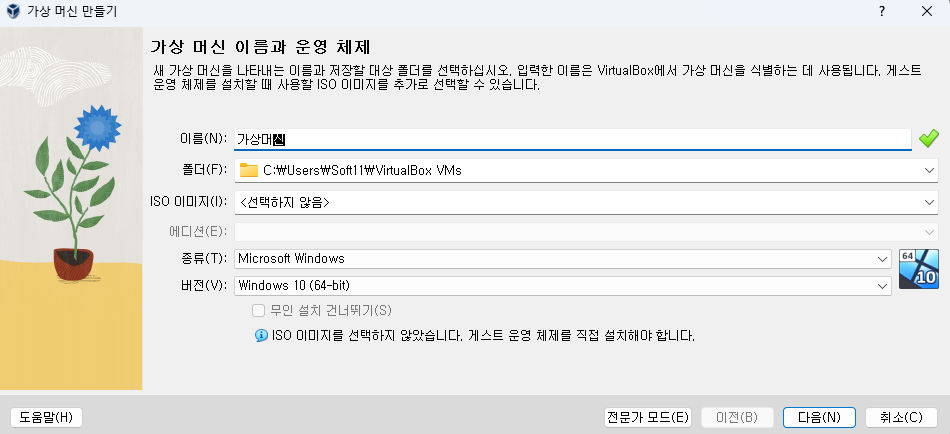 가상 머신 만들기
가상 머신 이름과 운영 체제
새 가상 머신을 나타내는 이름과 저장할 대상 폴더를 선택하십시오. 입력한 이름은 VirtualBox에서 가상 머신을 식별하는 데 사용됩니다. 게스트
운영 체제를 설치할 때 사용할 ISO 이미지를 추가로 선택할 수 있습니다.
이름(N): 가상머신
폴더(F): C:₩Users₩Soft11₩VirtualBox VMs
ISO 이미지(I): <선택하지 않음>
에디션(E):
종류(T): Microsoft Windows
64
버전(V): Windows 10 (64-bit)
10
무인 설치 건너뛰기(S)
ISO 이미지를 선택하지 않았습니다. 게스트 운영 체제를 직접 설치해야 합니다.
도움말(H) 전문가 모드(E) 이전(B) 다음(N) 취소(C)